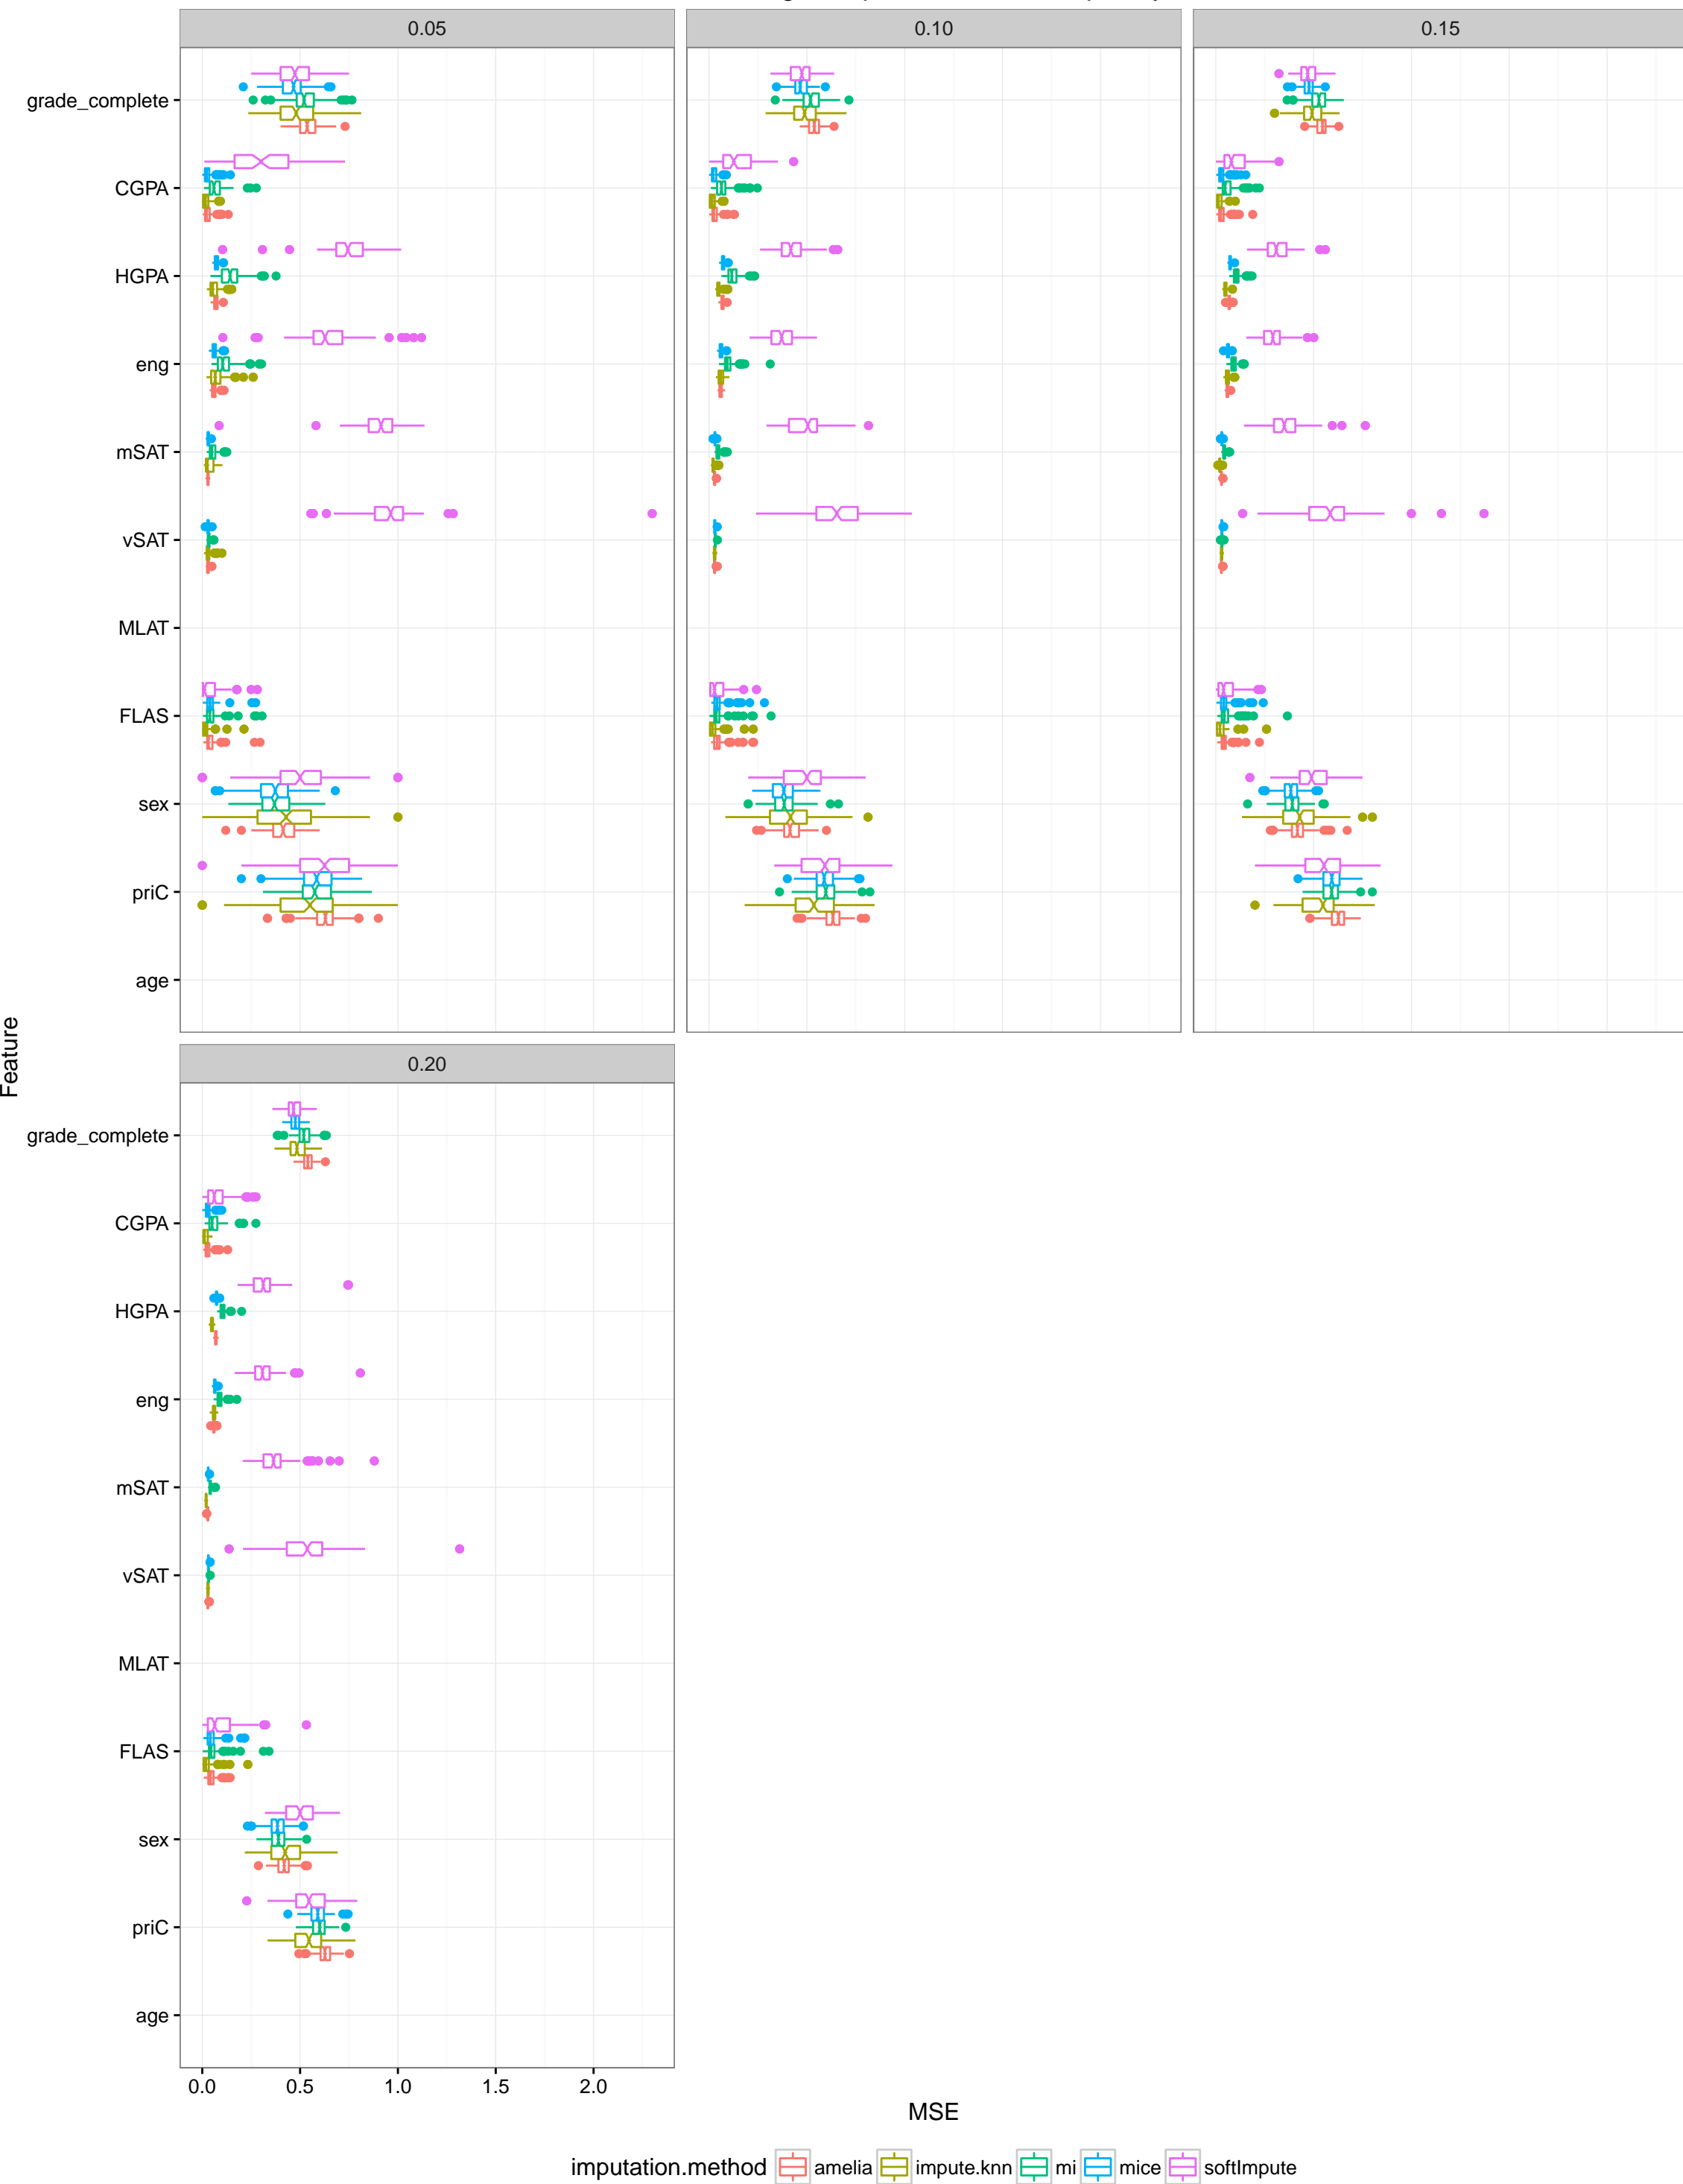 0.05 0.10 0.15
grade_complete
CGPA
HGPA
eng
mSAT
vSAT
MLAT
FLAS
sex
priC
age
Feature
0.20
grade_complete
CGPA
HGPA
eng
mSAT
vSAT
MLAT
FLAS
sex
priC
age
0.0 0.5 1.0 1.5 2.0
MSE
imputation.method amelia impute.knn mi mice softImpute